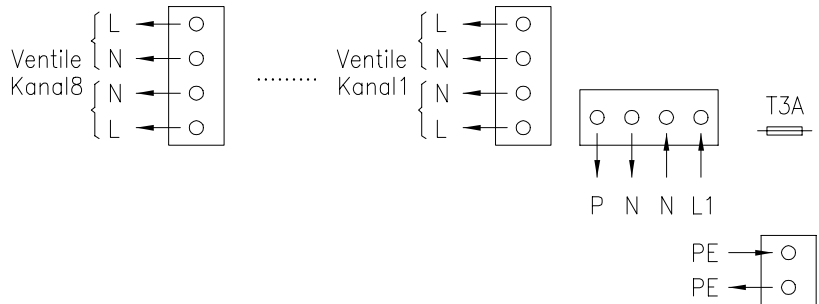 L
Ventile
N
Kanal8
N
L
.........
L
Ventile
N
Kanal1
N
L
T3A
P N N L1
PE
PE